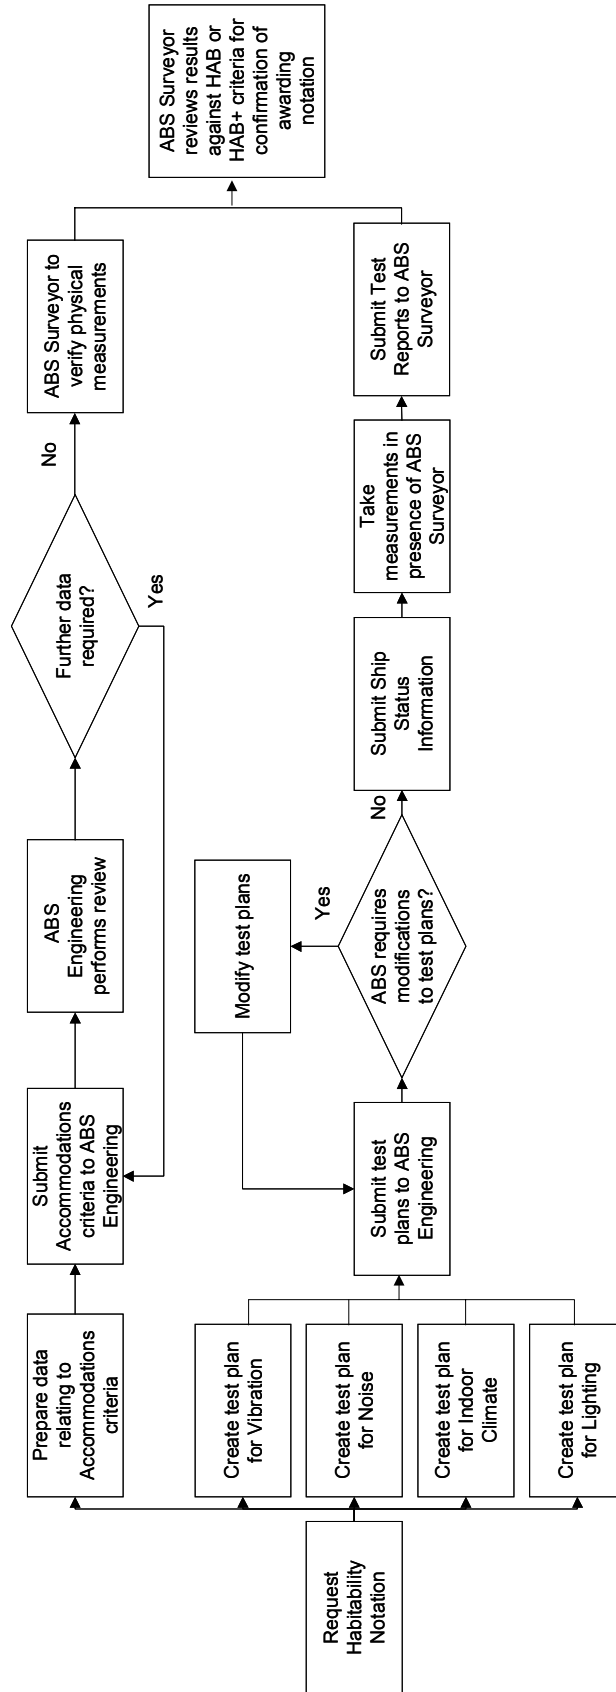 Request
Habitability
Notation
Prepare data
relating to
Accommodations
criteria
Submit
Accommodations
criteria to ABS
Engineering
ABS
Engineering
performs review
Further data
required?
No
Yes
ABS Surveyor to
verify physical
measurements
Create test plan
for Vibration
Create test plan
for Noise
Create test plan
for Indoor
Climate
Create test plan
for Lighting
Submit test
plans to ABS
Engineering
Modify test plans
Yes
ABS requires
modifications
to test plans?
No
Submit Ship
Status
Information
Take
measurements in
presence of ABS
Surveyor
Submit Test
Reports to ABS
Surveyor
ABS Surveyor
reviews results
against HAB or
HAB+ criteria for
confirmation of
awarding
notation